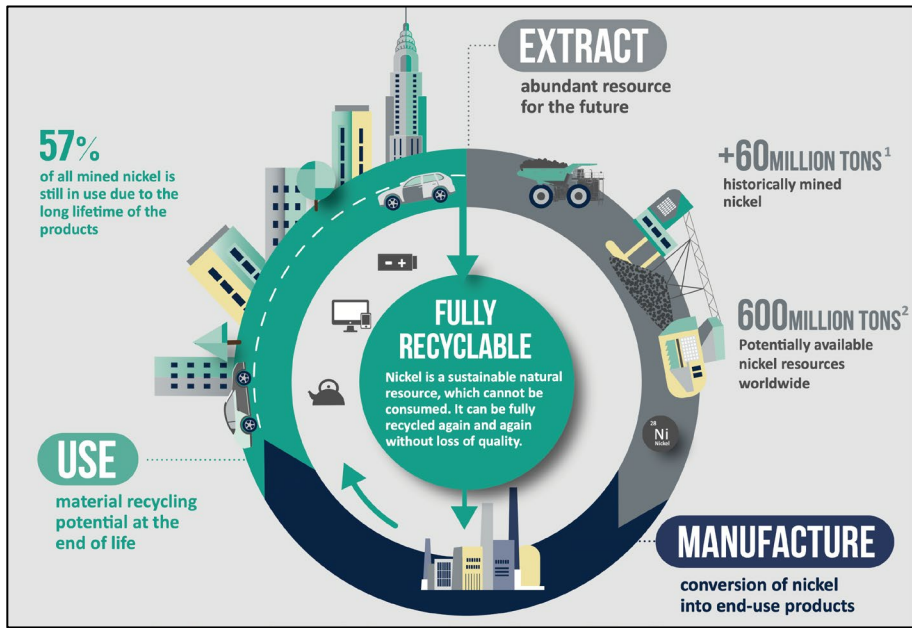 EXTRACT
abundant resource
for the future
57%
of all mined nickel is
still in use due to the
long lifetime of the
products
+60 MILLION TONS¹
historically mined
nickel
600 MILLION TONS²
Potentially available
nickel resources
worldwide
- +
FULLY
RECYCLABLE
Nickel is a sustainable natural
resource, which cannot be
consumed. It can be fully
recycled again and again
without loss of quality.
28
Ni
Nickel
USE
material recycling
potential at the
end of life
MANUFACTURE
conversion of nickel
into end-use products